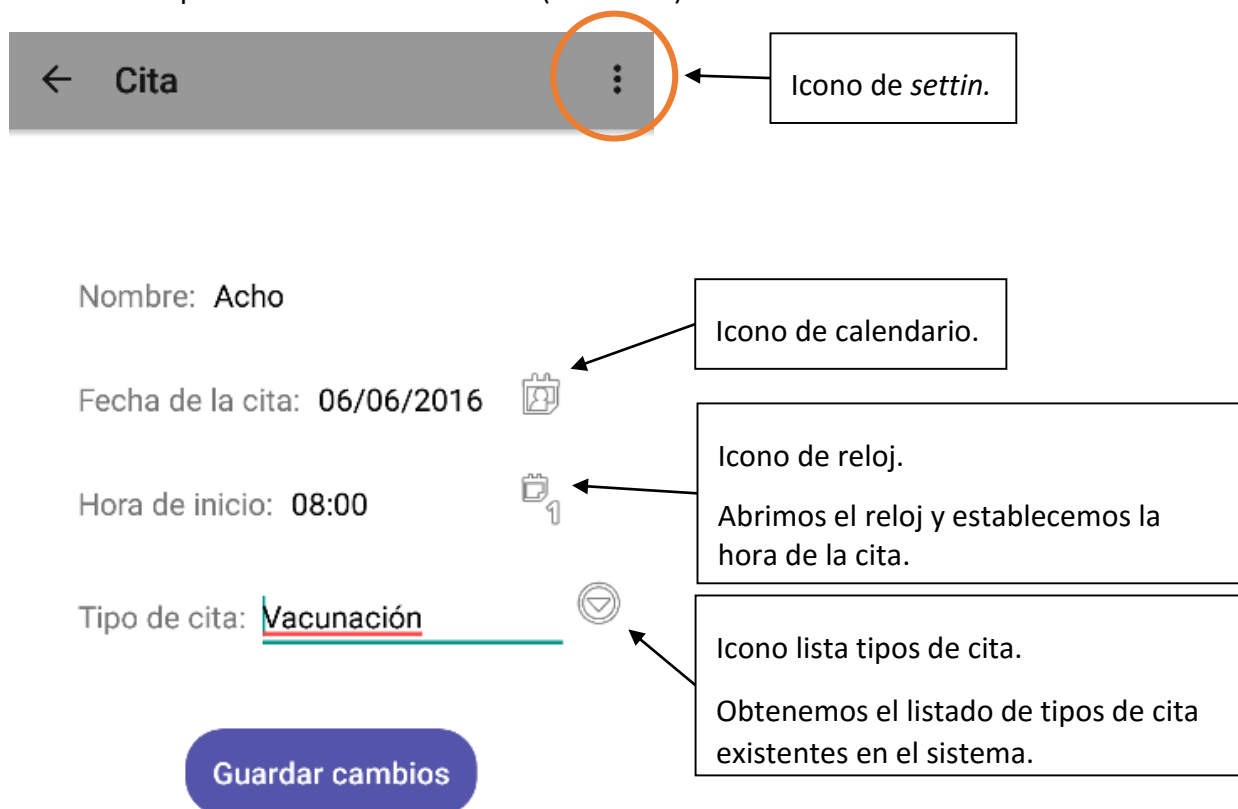 Cita
Icono de settin.
Nombre: Acho
Icono de calendario.
Fecha de la cita: 06/06/2016
Icono de reloj.
Hora de inicio: 08:00
Abrimos el reloj y establecemos la
hora de la cita.
Tipo de cita: Vacunación
Icono lista tipos de cita.
Obtenemos el listado de tipos de cita
existentes en el sistema.
Guardar cambios